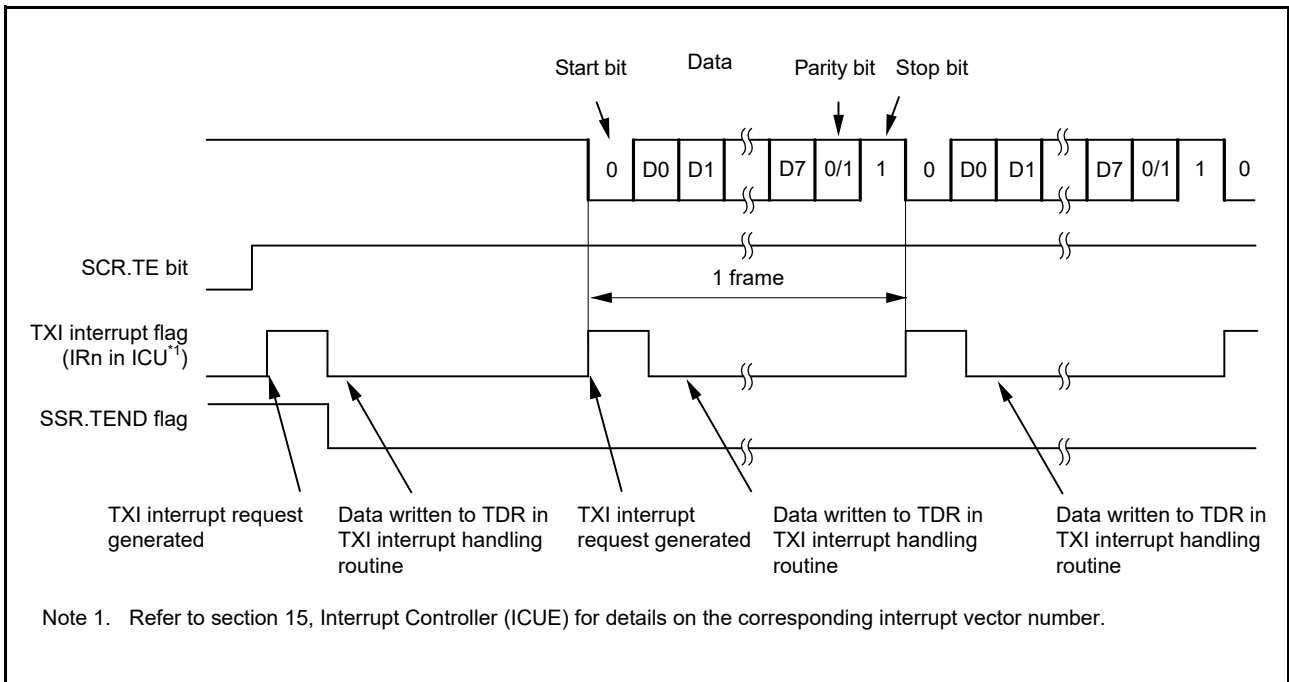 Start bit
Data
Parity bit
Stop bit
0 D0 D1 D7 0/1 1 0 D0 D1 D7 0/1 1 0
SCR.TE bit
1 frame
TXI interrupt flag
(IRn in ICU*1)
SSR.TEND flag
TXI interrupt request
generated
Data written to TDR in
TXI interrupt handling
routine
TXI interrupt
request generated
Data written to TDR in
TXI interrupt handling
routine
Data written to TDR in
TXI interrupt handling
routine
Note 1. Refer to section 15, Interrupt Controller (ICUE) for details on the corresponding interrupt vector number.